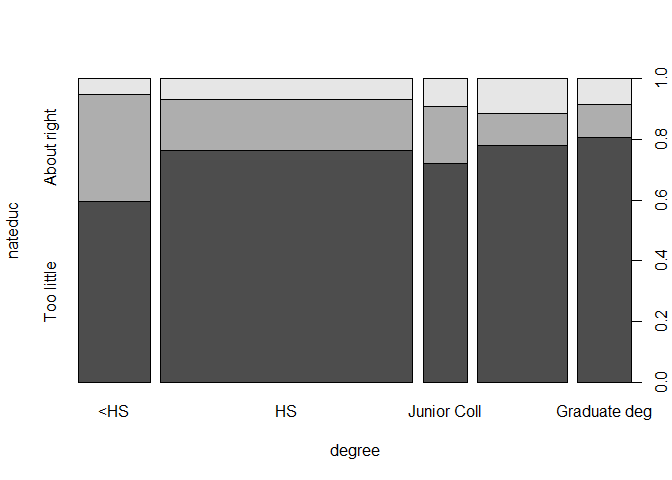 nateduc
About right
Too little
1.0
0.8
0.6
0.4
0.2
0.0
<HS
HS
Junior Coll
Graduate deg
degree